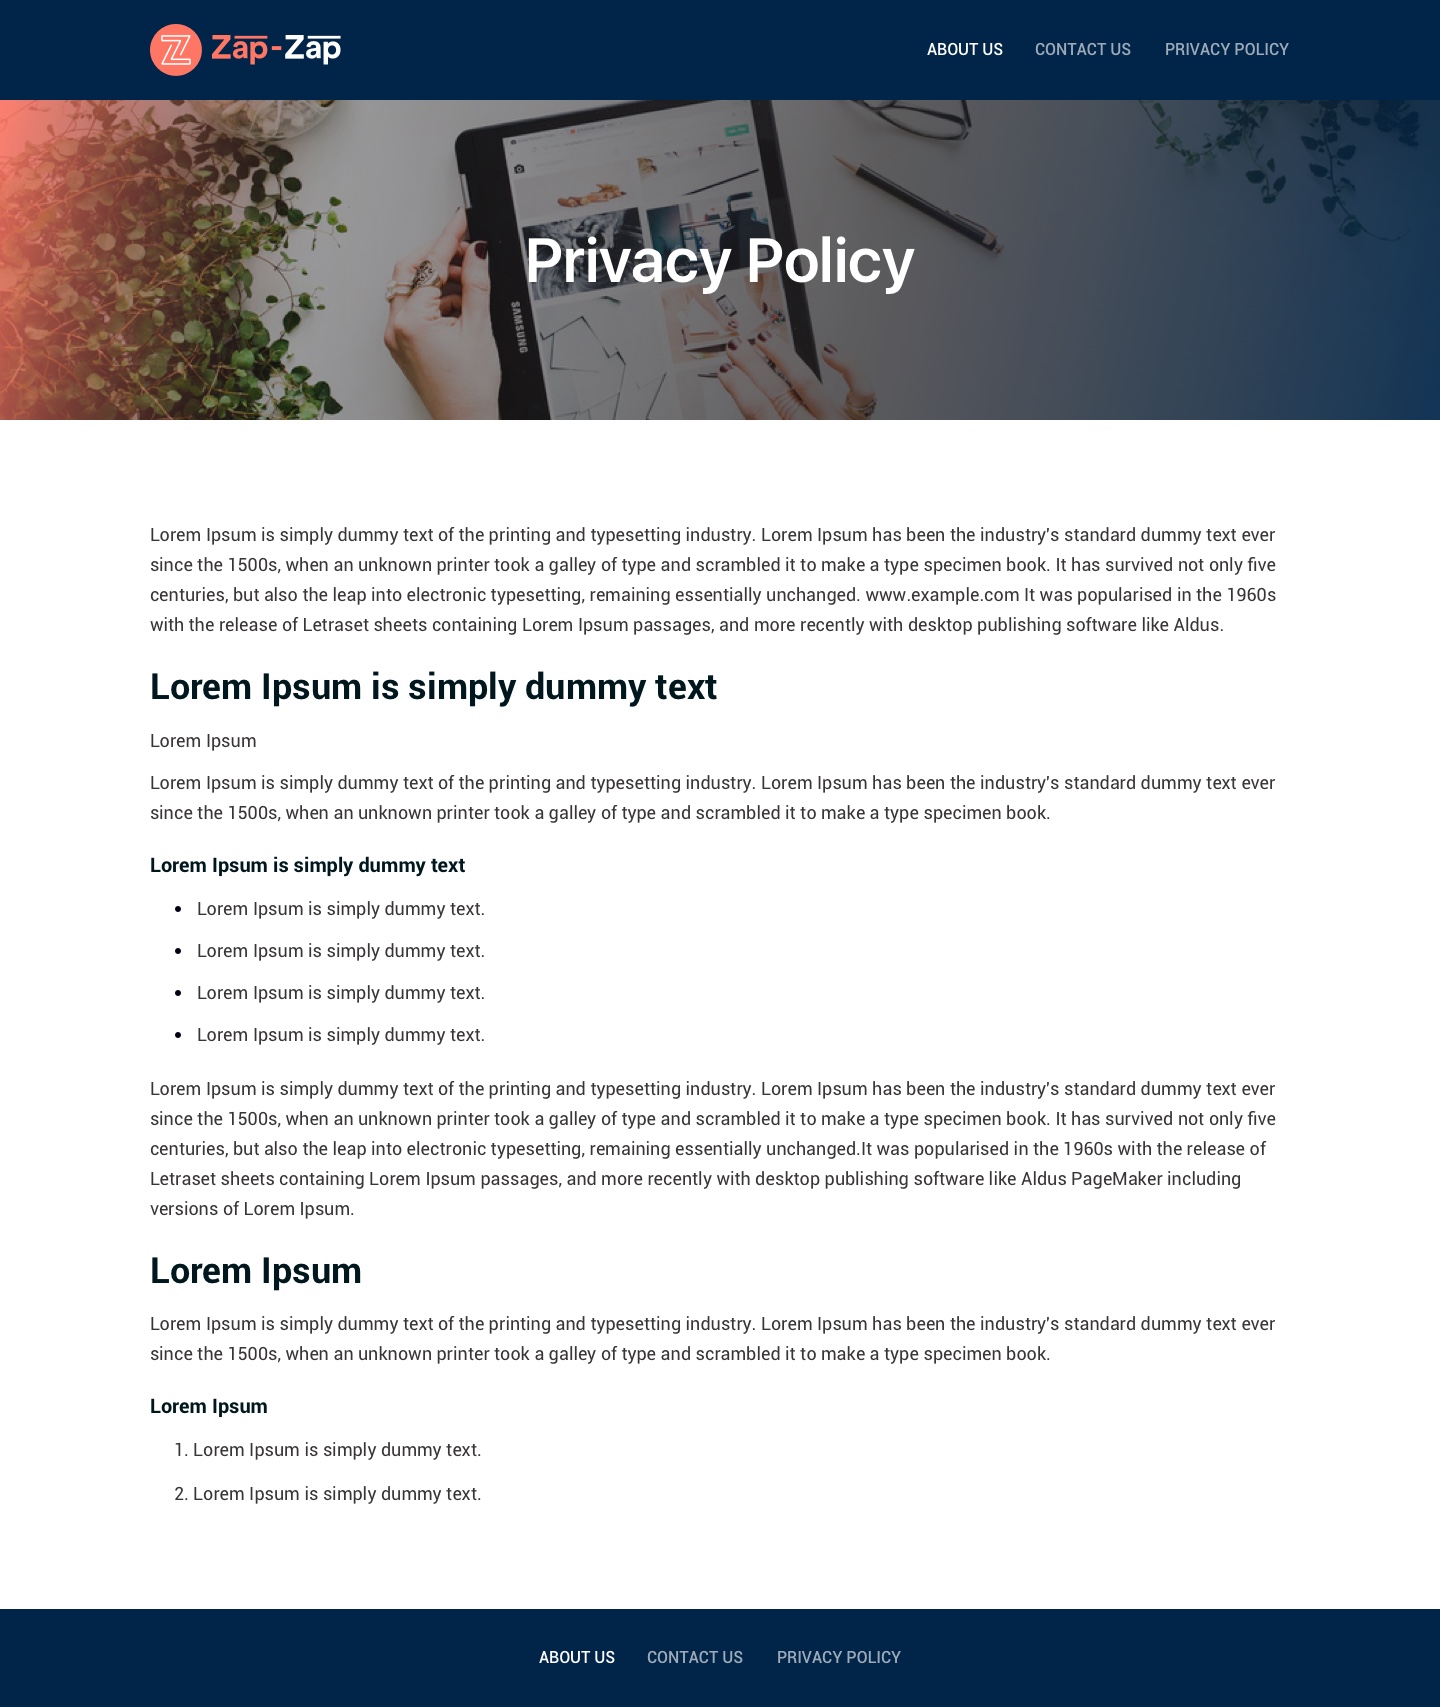 Zap-Zap
ABOUT US CONTACT US PRIVACY POLICY
SAMSUNG
Privacy Policy
Lorem Ipsum is simply dummy text of the printing and typesetting industry. Lorem Ipsum has been the industry's standard dummy text ever
since the 1500s, when an unknown printer took a galley of type and scrambled it to make a type specimen book. It has survived not only five
centuries, but also the leap into electronic typesetting, remaining essentially unchanged. www.example.com It was popularised in the 1960s
with the release of Letraset sheets containing Lorem Ipsum passages, and more recently with desktop publishing software like Aldus.
Lorem Ipsum is simply dummy text
Lorem Ipsum
Lorem Ipsum is simply dummy text of the printing and typesetting industry. Lorem Ipsum has been the industry's standard dummy text ever
since the 1500s, when an unknown printer took a galley of type and scrambled it to make a type specimen book.
Lorem Ipsum is simply dummy text
• Lorem Ipsum is simply dummy text.
• Lorem Ipsum is simply dummy text.
• Lorem Ipsum is simply dummy text.
• Lorem Ipsum is simply dummy text.
Lorem Ipsum is simply dummy text of the printing and typesetting industry. Lorem Ipsum has been the industry's standard dummy text ever
since the 1500s, when an unknown printer took a galley of type and scrambled it to make a type specimen book. It has survived not only five
centuries, but also the leap into electronic typesetting, remaining essentially unchanged.It was popularised in the 1960s with the release of
Letraset sheets containing Lorem Ipsum passages, and more recently with desktop publishing software like Aldus PageMaker including
versions of Lorem Ipsum.
Lorem Ipsum
Lorem Ipsum is simply dummy text of the printing and typesetting industry. Lorem Ipsum has been the industry's standard dummy text ever
since the 1500s, when an unknown printer took a galley of type and scrambled it to make a type specimen book.
Lorem Ipsum
1. Lorem Ipsum is simply dummy text.
2. Lorem Ipsum is simply dummy text.
ABOUT US CONTACT US PRIVACY POLICY